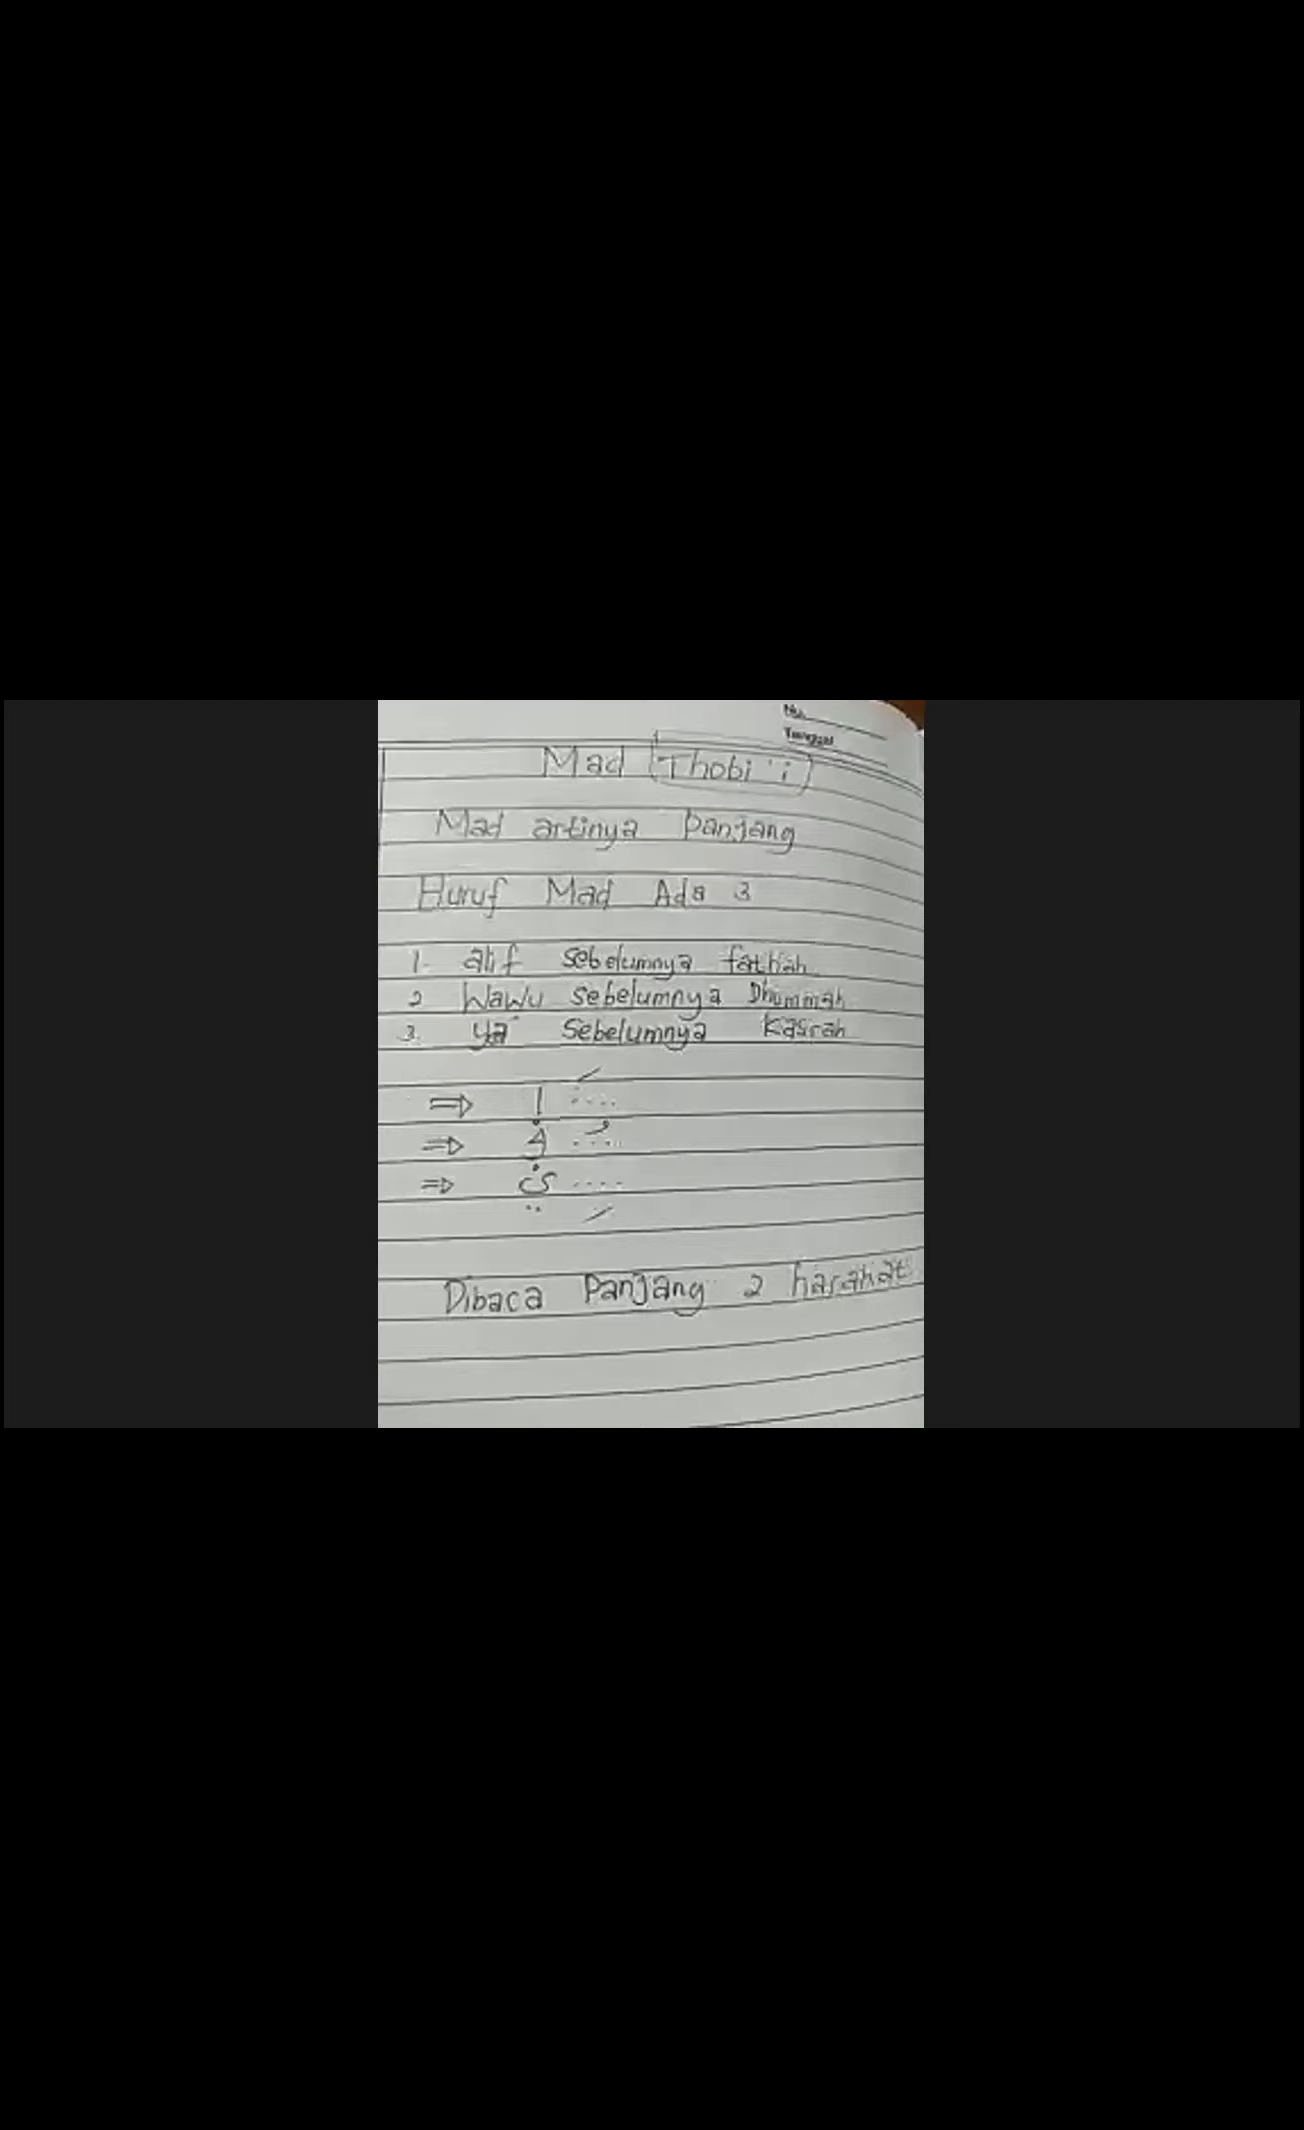 No.
Tanggal
Mad Thobi'i
Mad artinya panjang
Huruf Mad Ada 3
1. alif sebelumnya fathah
2 Wawu sebelumnya Dhummah
3. ya' sebelumnya Kasrah
⇒ ا ....َ
⇒ وْ ....ُ
⇒ يْ ....ِ
Dibaca Panjang 2 harahat